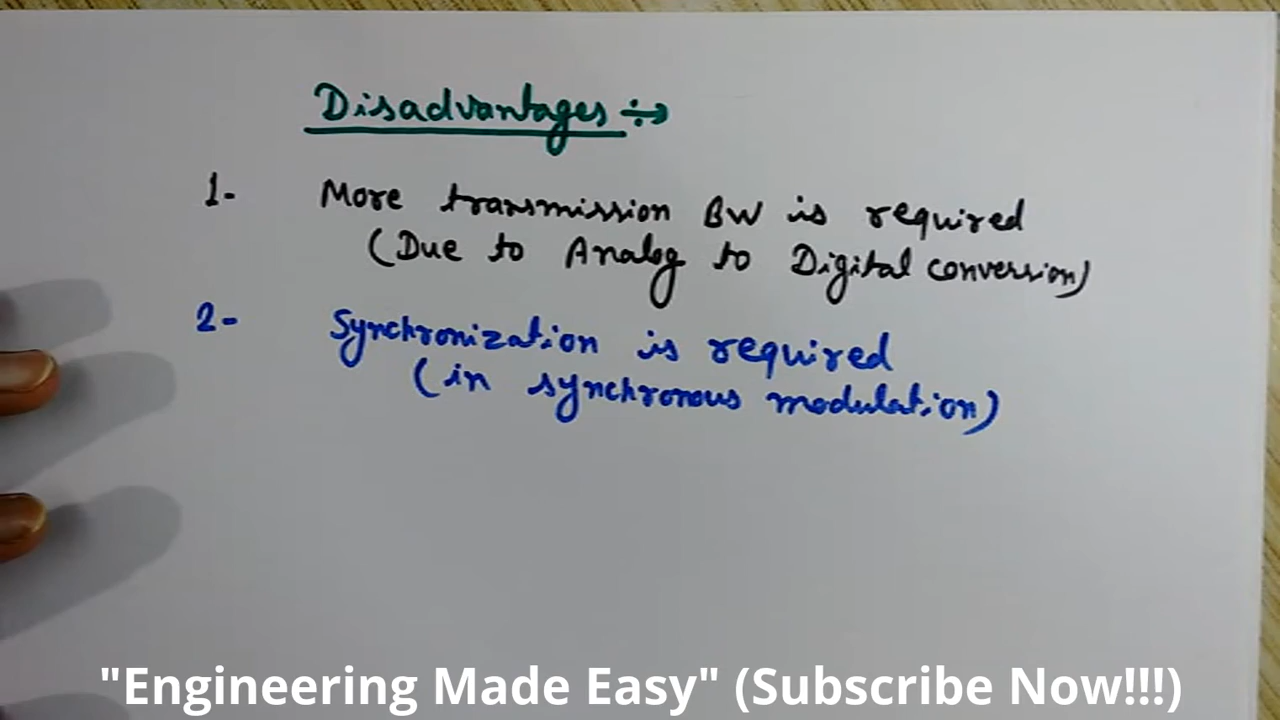 Disadvantages ÷→
1- More transmission BW is required
(Due to Analog to Digital conversion)
2- Synchronization is required
(in synchronous modulation)
"Engineering Made Easy" (Subscribe Now!!!)